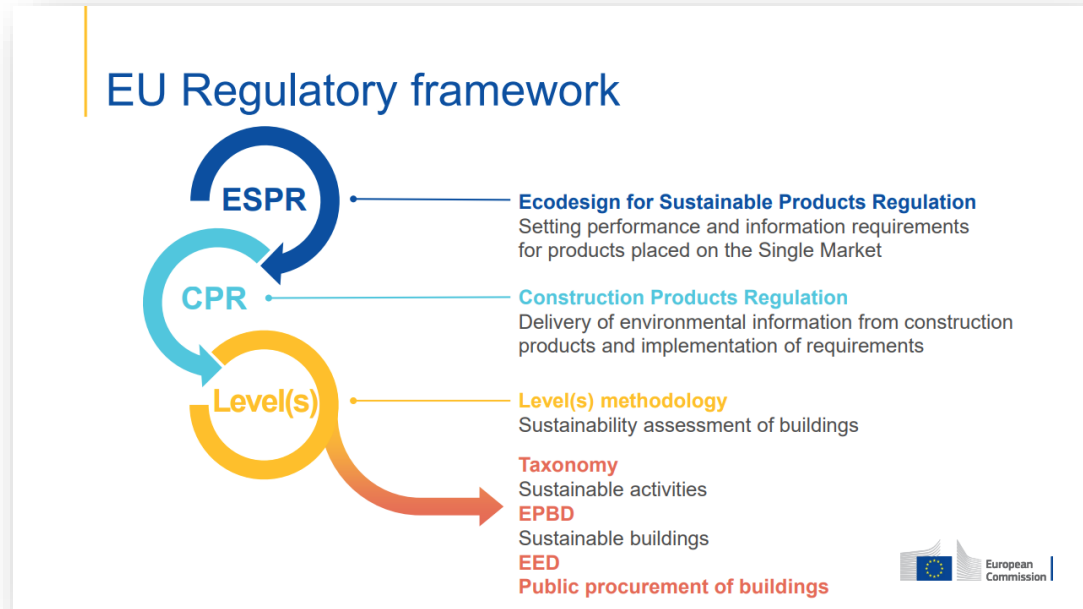 EU Regulatory framework
ESPR
Ecodesign for Sustainable Products Regulation
Setting performance and information requirements
for products placed on the Single Market
CPR
Construction Products Regulation
Delivery of environmental information from construction
products and implementation of requirements
Level(s)
Level(s) methodology
Sustainability assessment of buildings
Taxonomy
Sustainable activities
EPBD
Sustainable buildings
EED
Public procurement of buildings
European
Commission